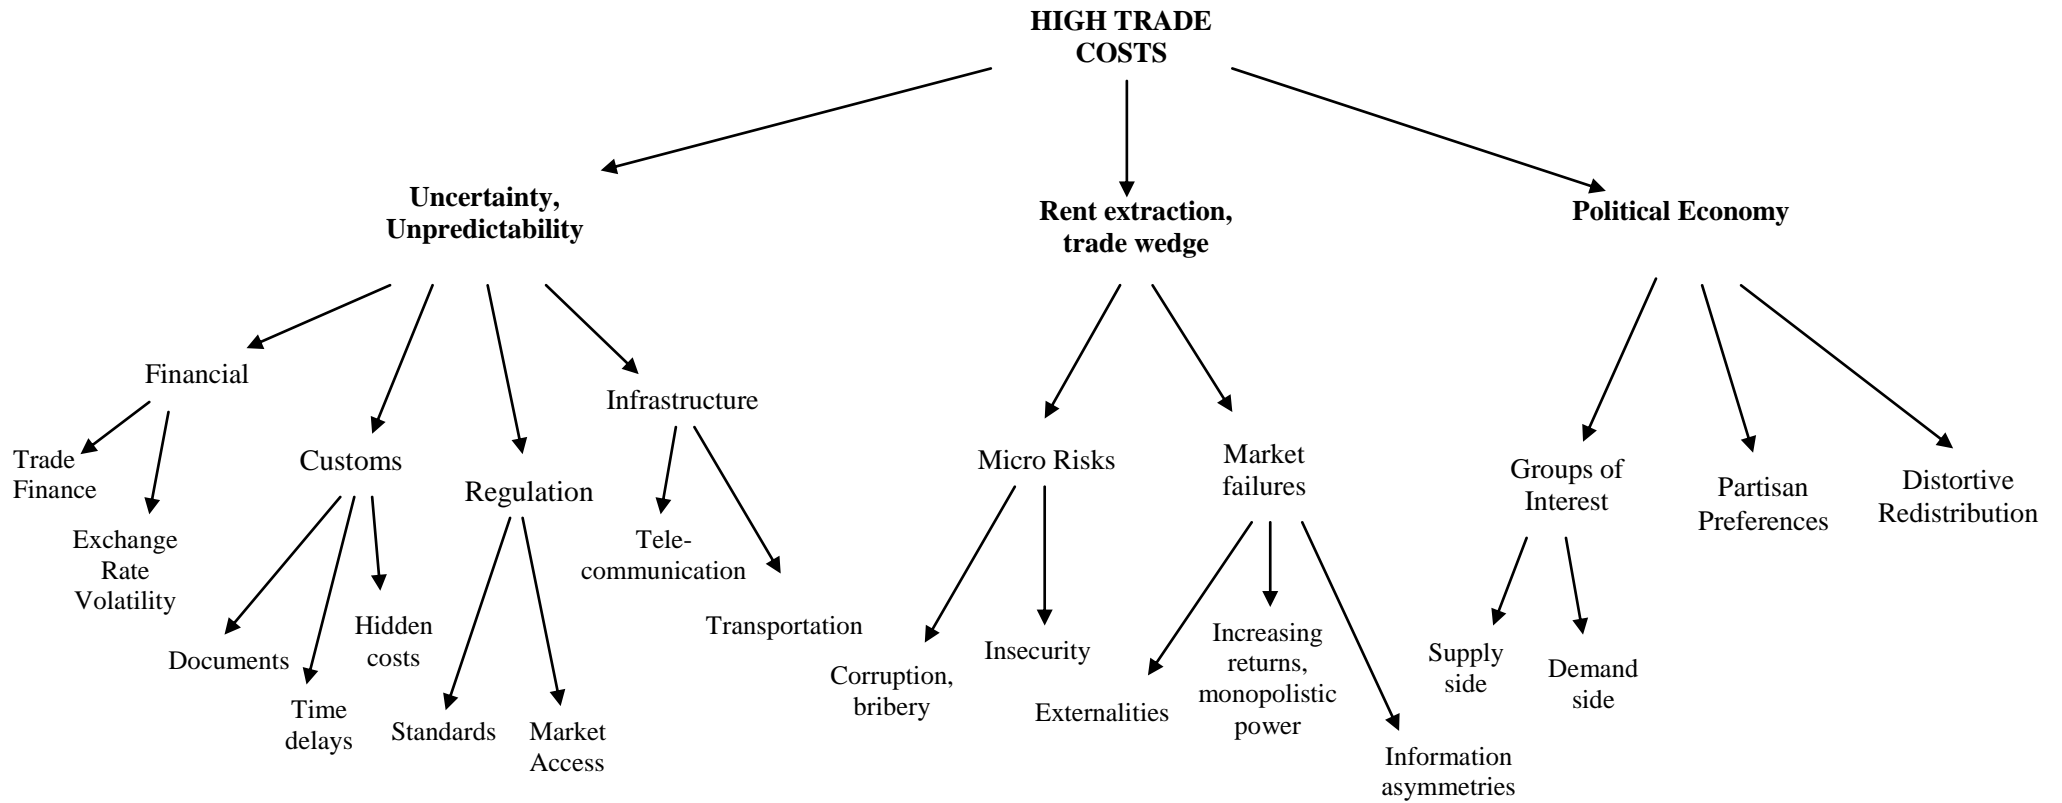 HIGH TRADE
COSTS
Uncertainty,
Unpredictability
Rent extraction,
trade wedge
Political Economy
Financial
Infrastructure
Trade
Finance
Customs
Regulation
Micro Risks
Market
failures
Groups of
Interest
Partisan
Preferences
Distortive
Redistribution
Exchange
Rate
Volatility
Tele-
communication
Documents
Hidden
costs
Transportation
Time
delays
Standards
Market
Access
Corruption,
bribery
Insecurity
Externalities
Increasing
returns,
monopolistic
power
Information
asymmetries
Supply
side
Demand
side